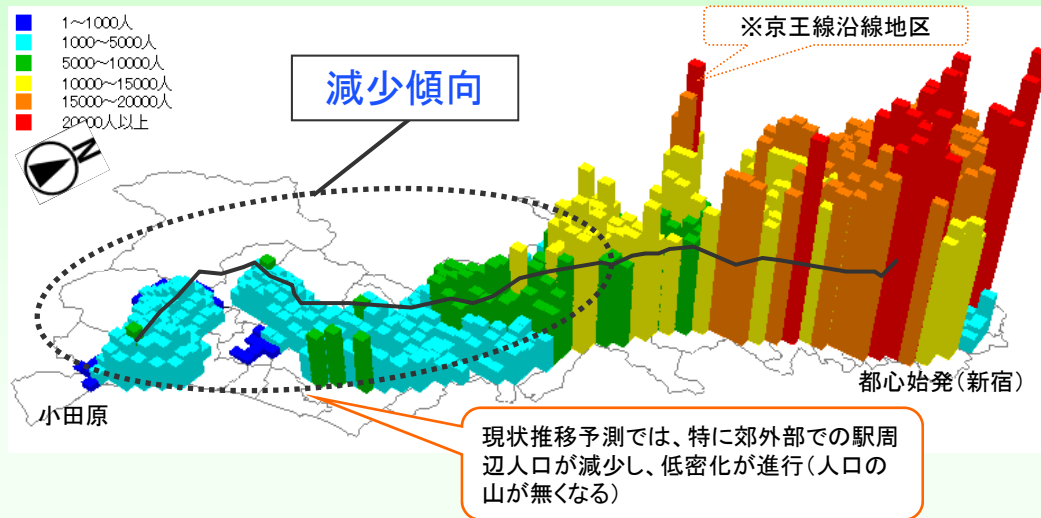 1～1000人
1000～5000人
5000～10000人
10000～15000人
15000～20000人
20000人以上
N
※京王線沿線地区
減少傾向
小田原
都心始発（新宿）
現状推移予測では、特に郊外部での駅周
辺人口が減少し、低密化が進行（人口の
山が無くなる）